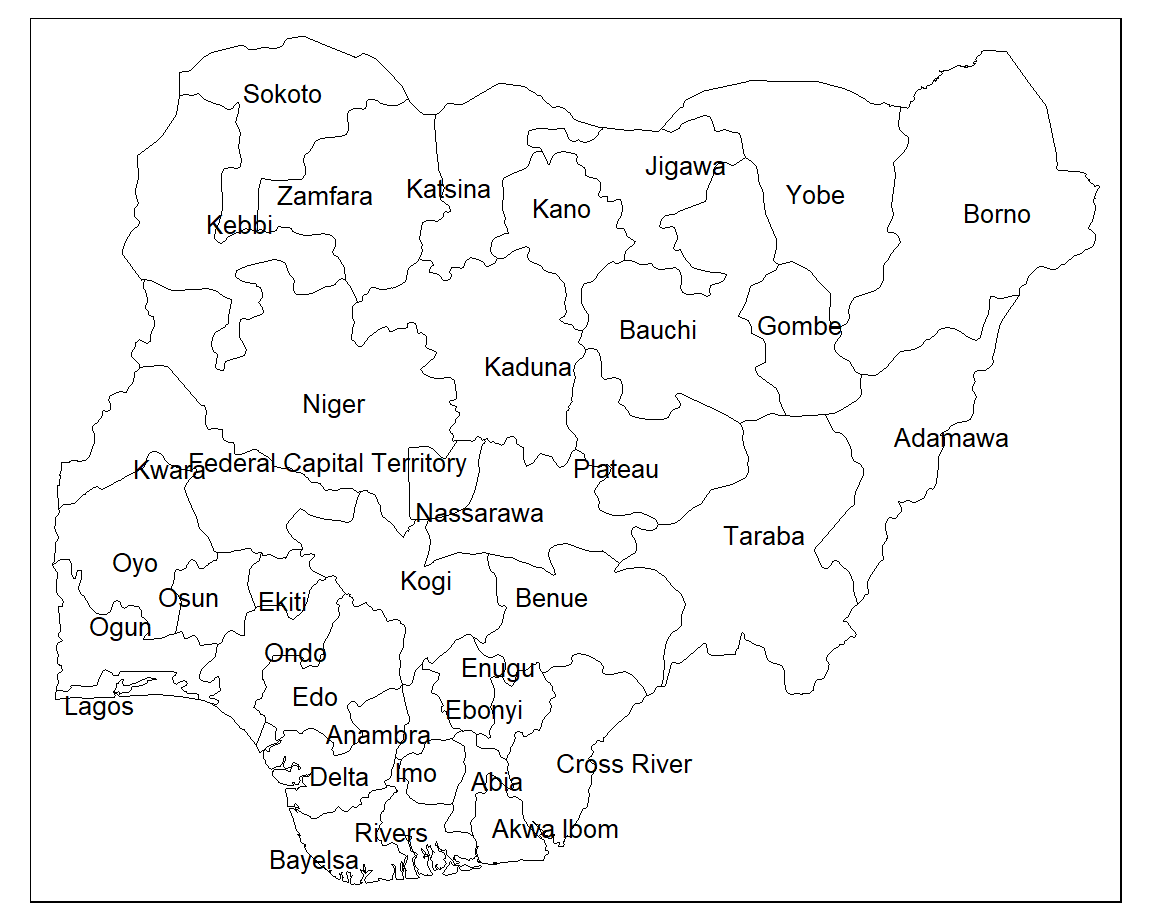 Sokoto
Jigawa
Zamfara
Katsina
Yobe
Kano
Borno
Kebbi
Gombe
Bauchi
Kaduna
Niger
Adamawa
Federal Capital Territory
Kwara
Plateau
Nassarawa
Taraba
Oyo
Kogi
Osun
Ekiti
Benue
Ogun
Ondo
Enugu
Edo
Lagos
Ebonyi
Anambra
Cross River
Imo
Delta
Abia
Akwa Ibom
Rivers
Bayelsa